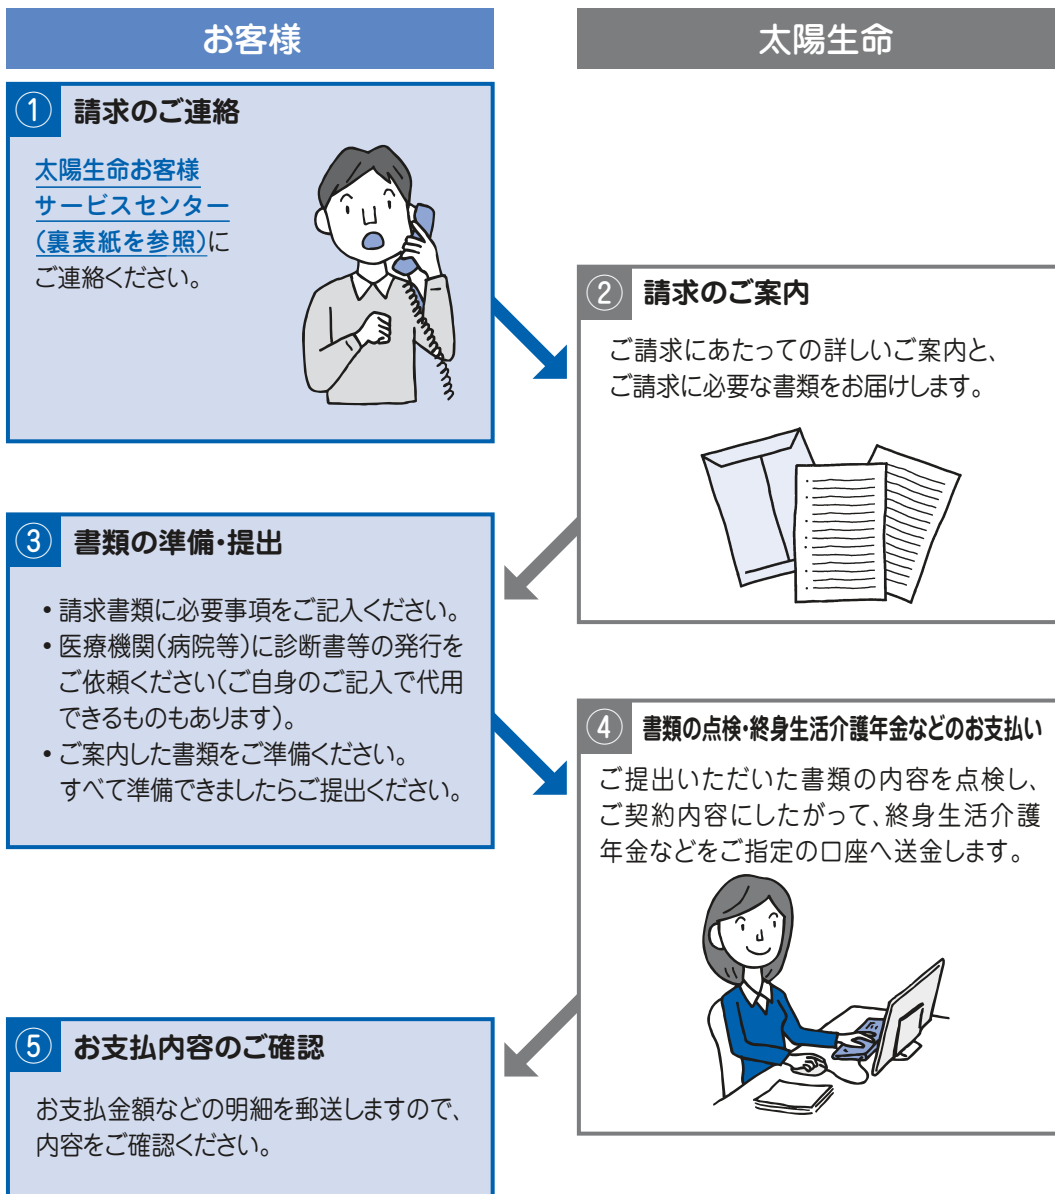 お客様
太陽生命
① 請求のご連絡
太陽生命お客様
サービスセンター
(裏表紙を参照)に
ご連絡ください。
② 請求のご案内
ご請求にあたっての詳しいご案内と、
ご請求に必要な書類をお届けします。
③ 書類の準備・提出
・請求書類に必要事項をご記入ください。
・医療機関(病院等)に診断書等の発行を
ご依頼ください(ご自身のご記入で代用
できるものもあります)。
・ご案内した書類をご準備ください。
すべて準備できましたらご提出ください。
④ 書類の点検・終身生活介護年金などのお支払い
ご提出いただいた書類の内容を点検し、
ご契約内容にしたがって、終身生活介護
年金などをご指定の口座へ送金します。
⑤ お支払内容のご確認
お支払金額などの明細を郵送しますので、
内容をご確認ください。